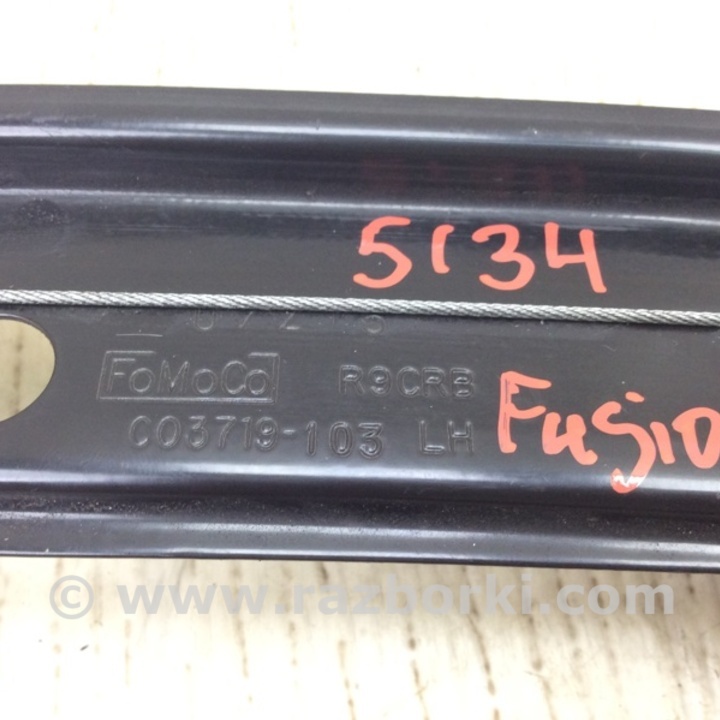 5134
FoMoCo R9CRB
C03719-103 LH
Fusio
© www.razborki.com